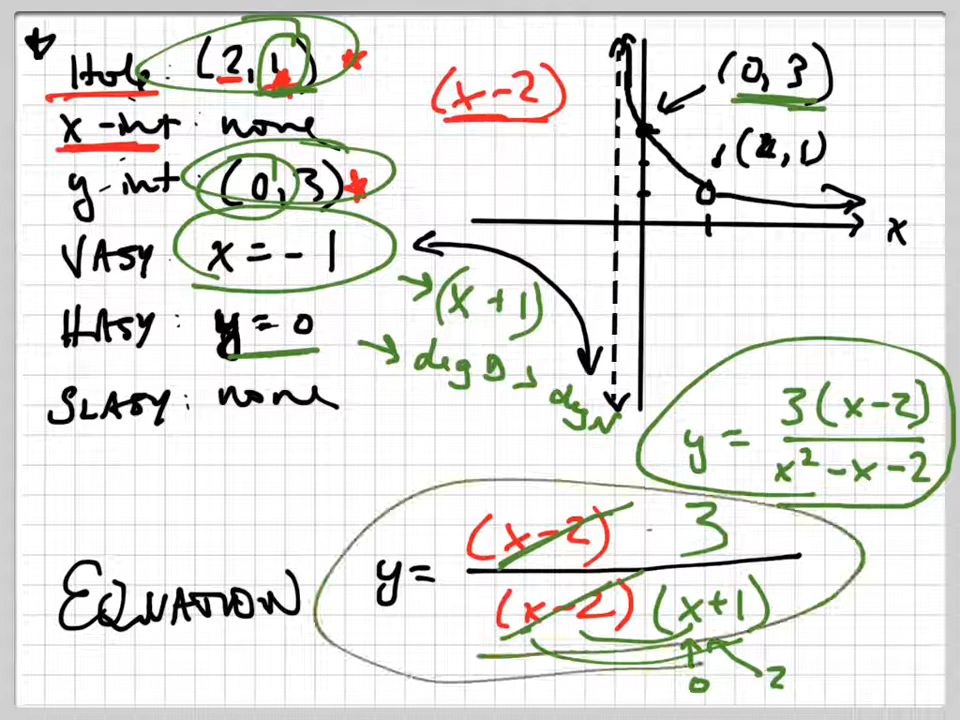 Hole : (2, 1) *
x-int : none
y-int : (0, 3) *
VASY x = -1
HASY : y = 0
SLASY : none
(x-2)
(0, 3)
(2, 1)
x
→ (x + 1)
→ deg D > deg N
y = 3(x-2) / x² - x - 2
EQUATION y = (x-2) 3 / (x-2) (x+1)
0 2